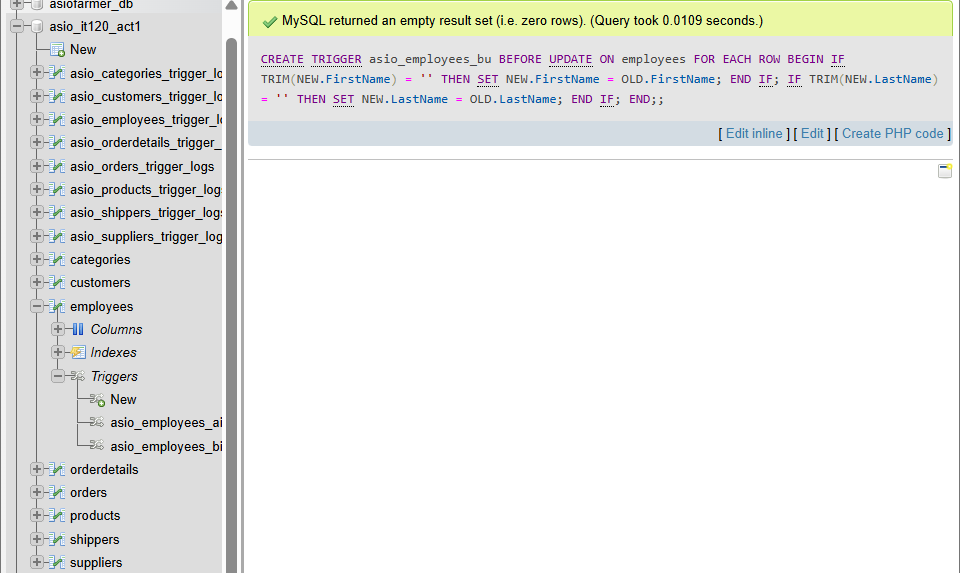 asiofarmer_db
asio_it120_act1
New
asio_categories_trigger_lo
asio_customers_trigger_lo
asio_employees_trigger_l
asio_orderdetails_trigger_
asio_orders_trigger_logs
asio_products_trigger_log
asio_shippers_trigger_log
asio_suppliers_trigger_log
categories
customers
employees
Columns
Indexes
Triggers
New
asio_employees_ai
asio_employees_bi
orderdetails
orders
products
shippers
suppliers
MySQL returned an empty result set (i.e. zero rows). (Query took 0.0109 seconds.)
CREATE TRIGGER asio_employees_bu BEFORE UPDATE ON employees FOR EACH ROW BEGIN IF
TRIM(NEW.FirstName) = '' THEN SET NEW.FirstName = OLD.FirstName; END IF; IF TRIM(NEW.LastName)
= '' THEN SET NEW.LastName = OLD.LastName; END IF; END;;
[ Edit inline ] [ Edit ] [ Create PHP code ]